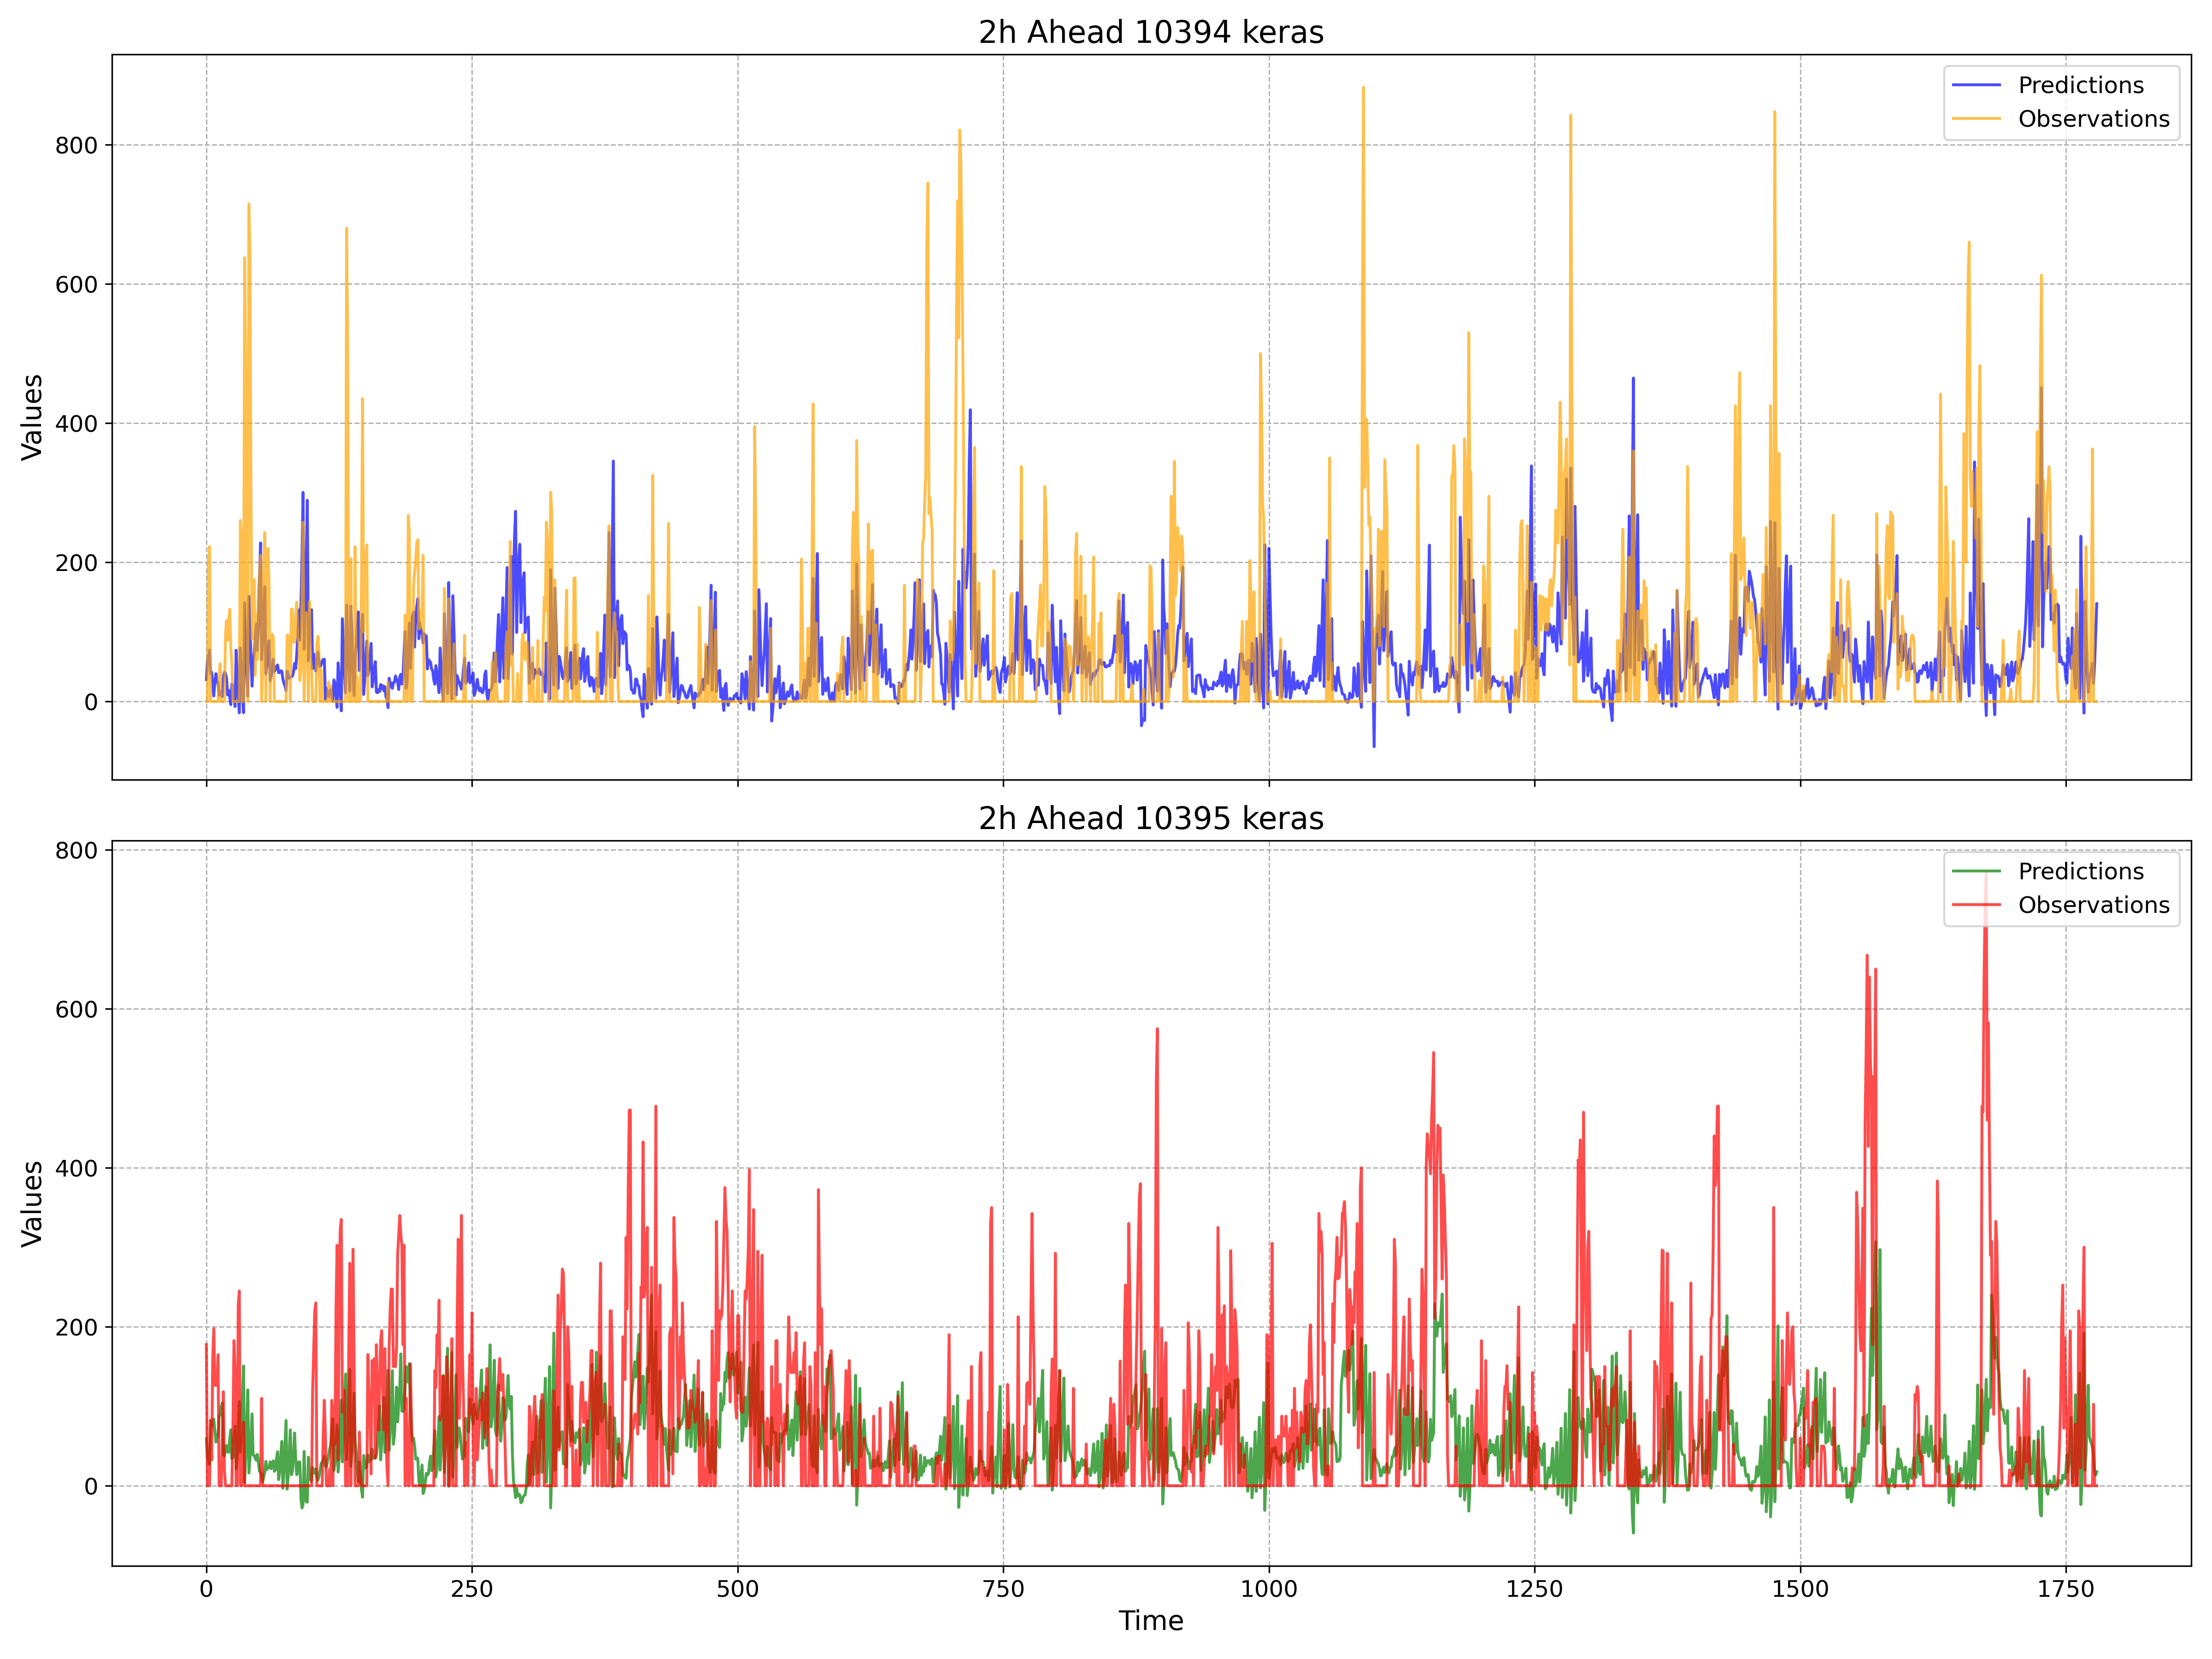 2h Ahead 10394 keras
Predictions
Observations
Values
800
600
400
200
0
2h Ahead 10395 keras
Predictions
Observations
Values
800
600
400
200
0
0 250 500 750 1000 1250 1500 1750
Time